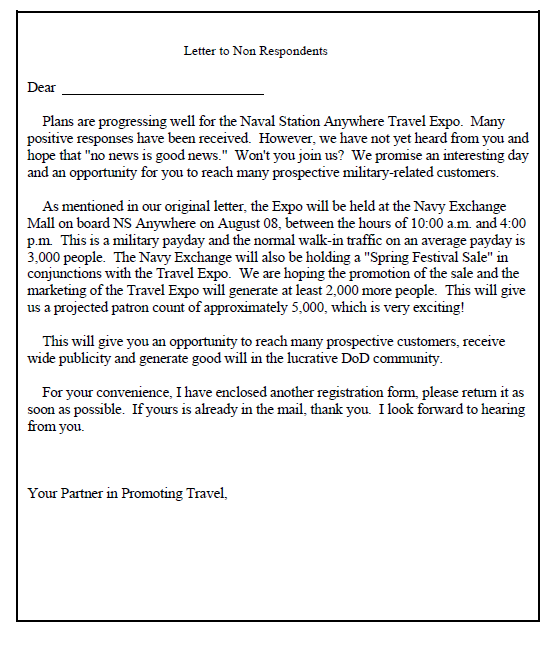 Letter to Non Respondents
Dear
Plans are progressing well for the Naval Station Anywhere Travel Expo. Many
positive responses have been received. However, we have not yet heard from you and
hope that "no news is good news." Won't you join us? We promise an interesting day
and an opportunity for you to reach many prospective military-related customers.
As mentioned in our original letter, the Expo will be held at the Navy Exchange
Mall on board NS Anywhere on August 08, between the hours of 10:00 a.m. and 4:00
p.m. This is a military payday and the normal walk-in traffic on an average payday is
3,000 people. The Navy Exchange will also be holding a "Spring Festival Sale" in
conjunctions with the Travel Expo. We are hoping the promotion of the sale and the
marketing of the Travel Expo will generate at least 2,000 more people. This will give
us a projected patron count of approximately 5,000, which is very exciting!
This will give you an opportunity to reach many prospective customers, receive
wide publicity and generate good will in the lucrative DoD community.
For your convenience, I have enclosed another registration form, please return it as
soon as possible. If yours is already in the mail, thank you. I look forward to hearing
from you.
Your Partner in Promoting Travel,